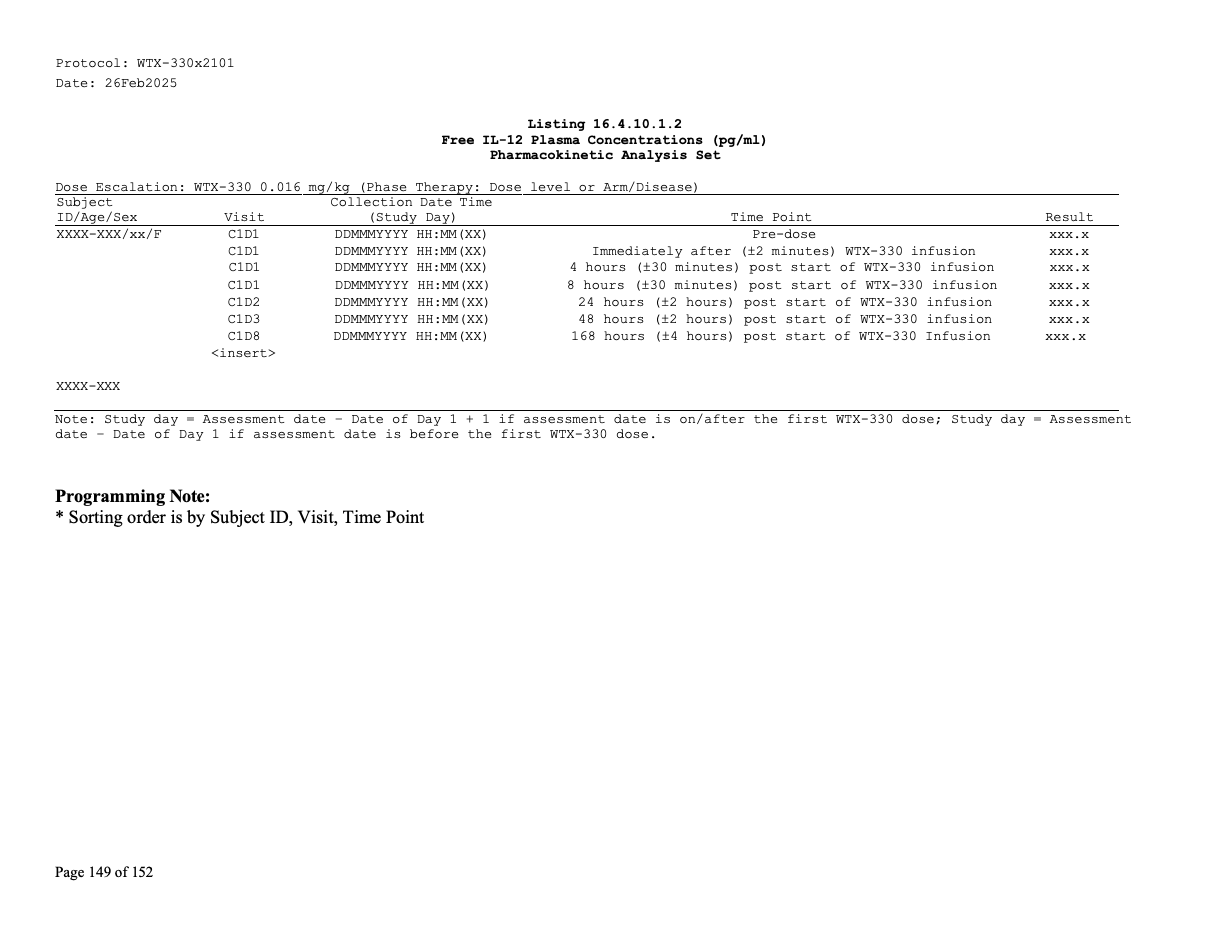 Protocol: WTX-330x2101
Date: 26Feb2025
Listing 16.4.10.1.2
Free IL-12 Plasma Concentrations (pg/ml)
Pharmacokinetic Analysis Set
Dose Escalation: WTX-330 0.016 mg/kg (Phase Therapy: Dose level or Arm/Disease)
Subject Collection Date Time
ID/Age/Sex Visit (Study Day) Time Point Result
XXXX-XXX/xx/F C1D1 DDMMMYYYY HH:MM(XX) Pre-dose xxx.x
C1D1 DDMMMYYYY HH:MM(XX) Immediately after (±2 minutes) WTX-330 infusion xxx.x
C1D1 DDMMMYYYY HH:MM(XX) 4 hours (±30 minutes) post start of WTX-330 infusion xxx.x
C1D1 DDMMMYYYY HH:MM(XX) 8 hours (±30 minutes) post start of WTX-330 infusion xxx.x
C1D2 DDMMMYYYY HH:MM(XX) 24 hours (±2 hours) post start of WTX-330 infusion xxx.x
C1D3 DDMMMYYYY HH:MM(XX) 48 hours (±2 hours) post start of WTX-330 infusion xxx.x
C1D8 DDMMMYYYY HH:MM(XX) 168 hours (±4 hours) post start of WTX-330 Infusion xxx.x
<insert>
XXXX-XXX
Note: Study day = Assessment date – Date of Day 1 + 1 if assessment date is on/after the first WTX-330 dose; Study day = Assessment
date – Date of Day 1 if assessment date is before the first WTX-330 dose.
Programming Note:
* Sorting order is by Subject ID, Visit, Time Point
Page 149 of 152